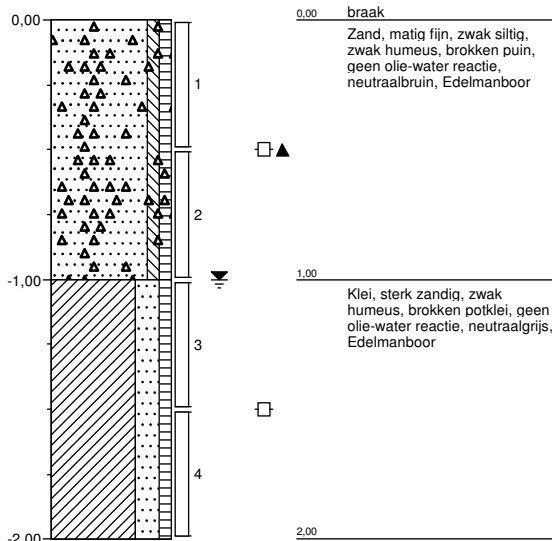 0,00
-1,00
-2,00
1
2
3
4
0,00
braak
Zand, matig fijn, zwak siltig,
zwak humeus, brokken puin,
geen olie-water reactie,
neutraalbruin, Edelmanboor
1,00
Klei, sterk zandig, zwak
humeus, brokken potklei, geen
olie-water reactie, neutraalgrijs,
Edelmanboor
2,00